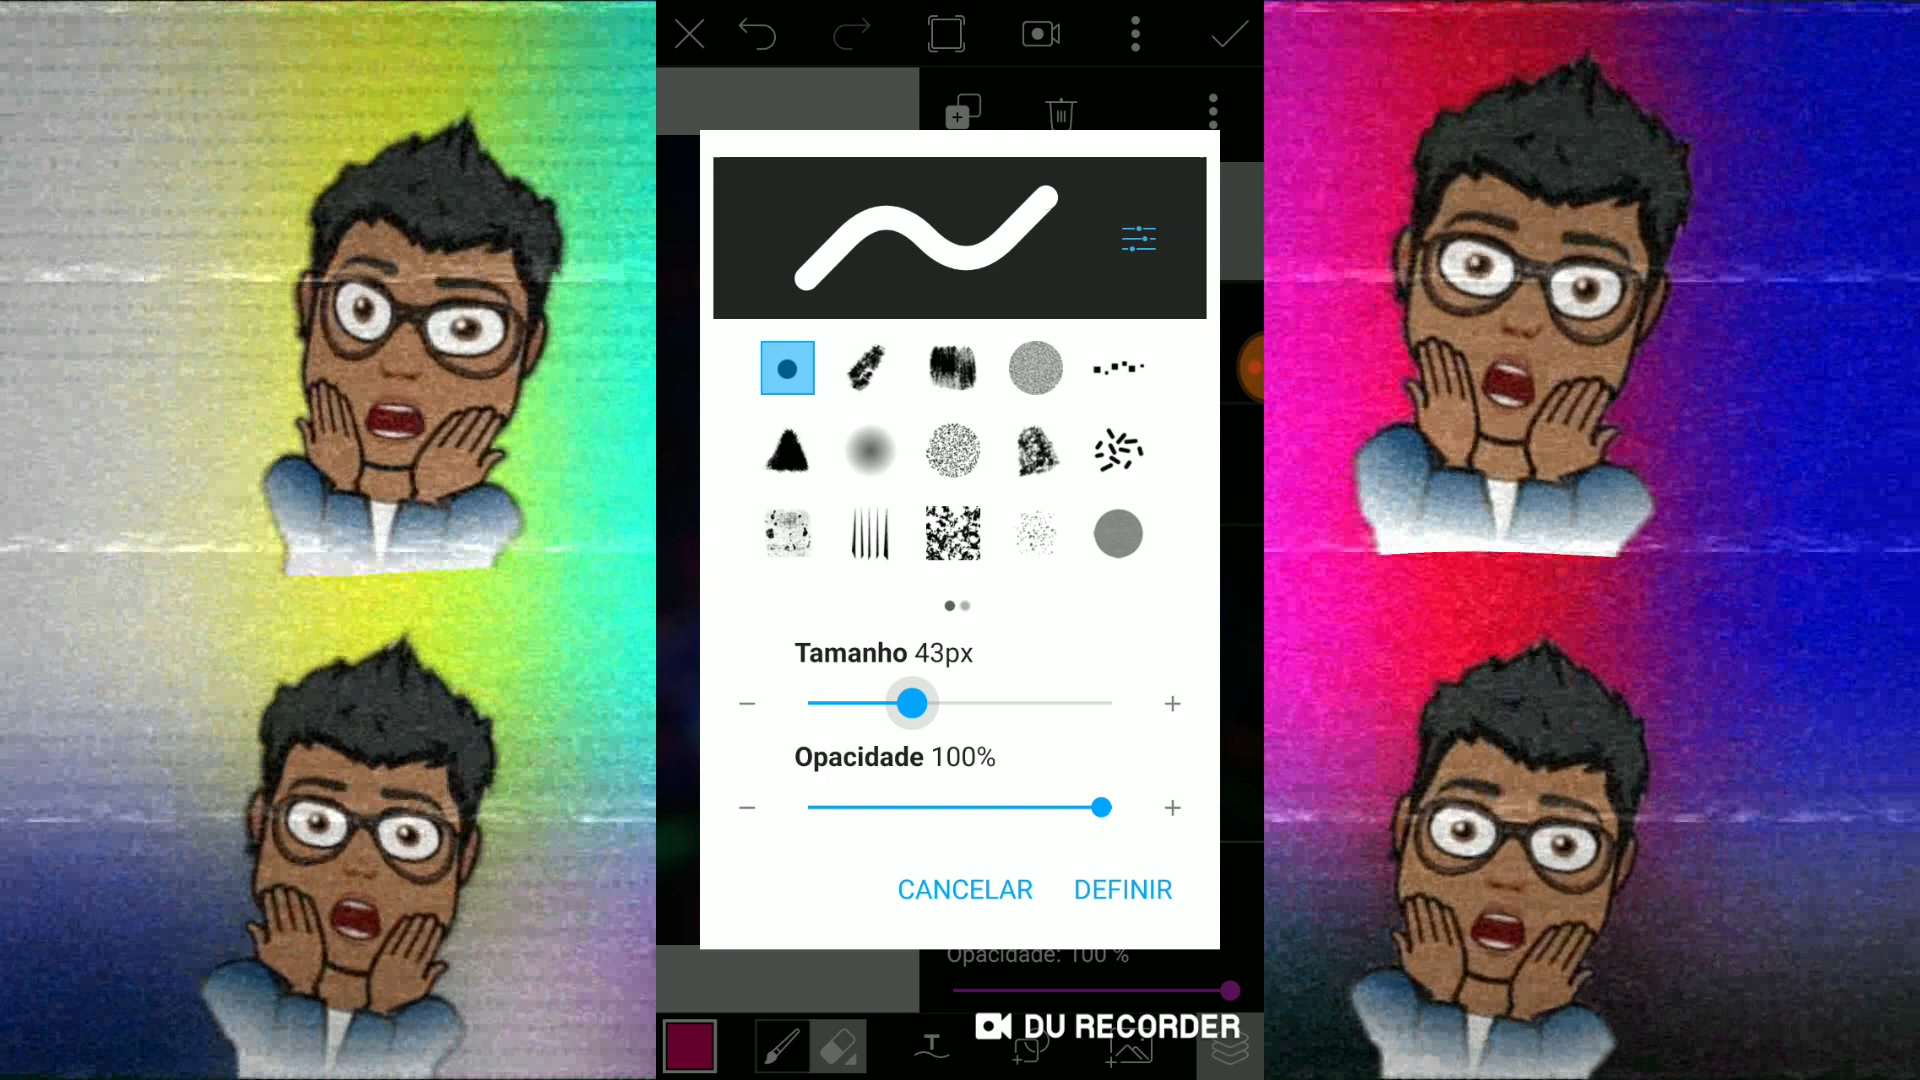 Tamanho 43px
Opacidade 100%
CANCELAR DEFINIR
Opacidade: 100 %
DU RECORDER
T